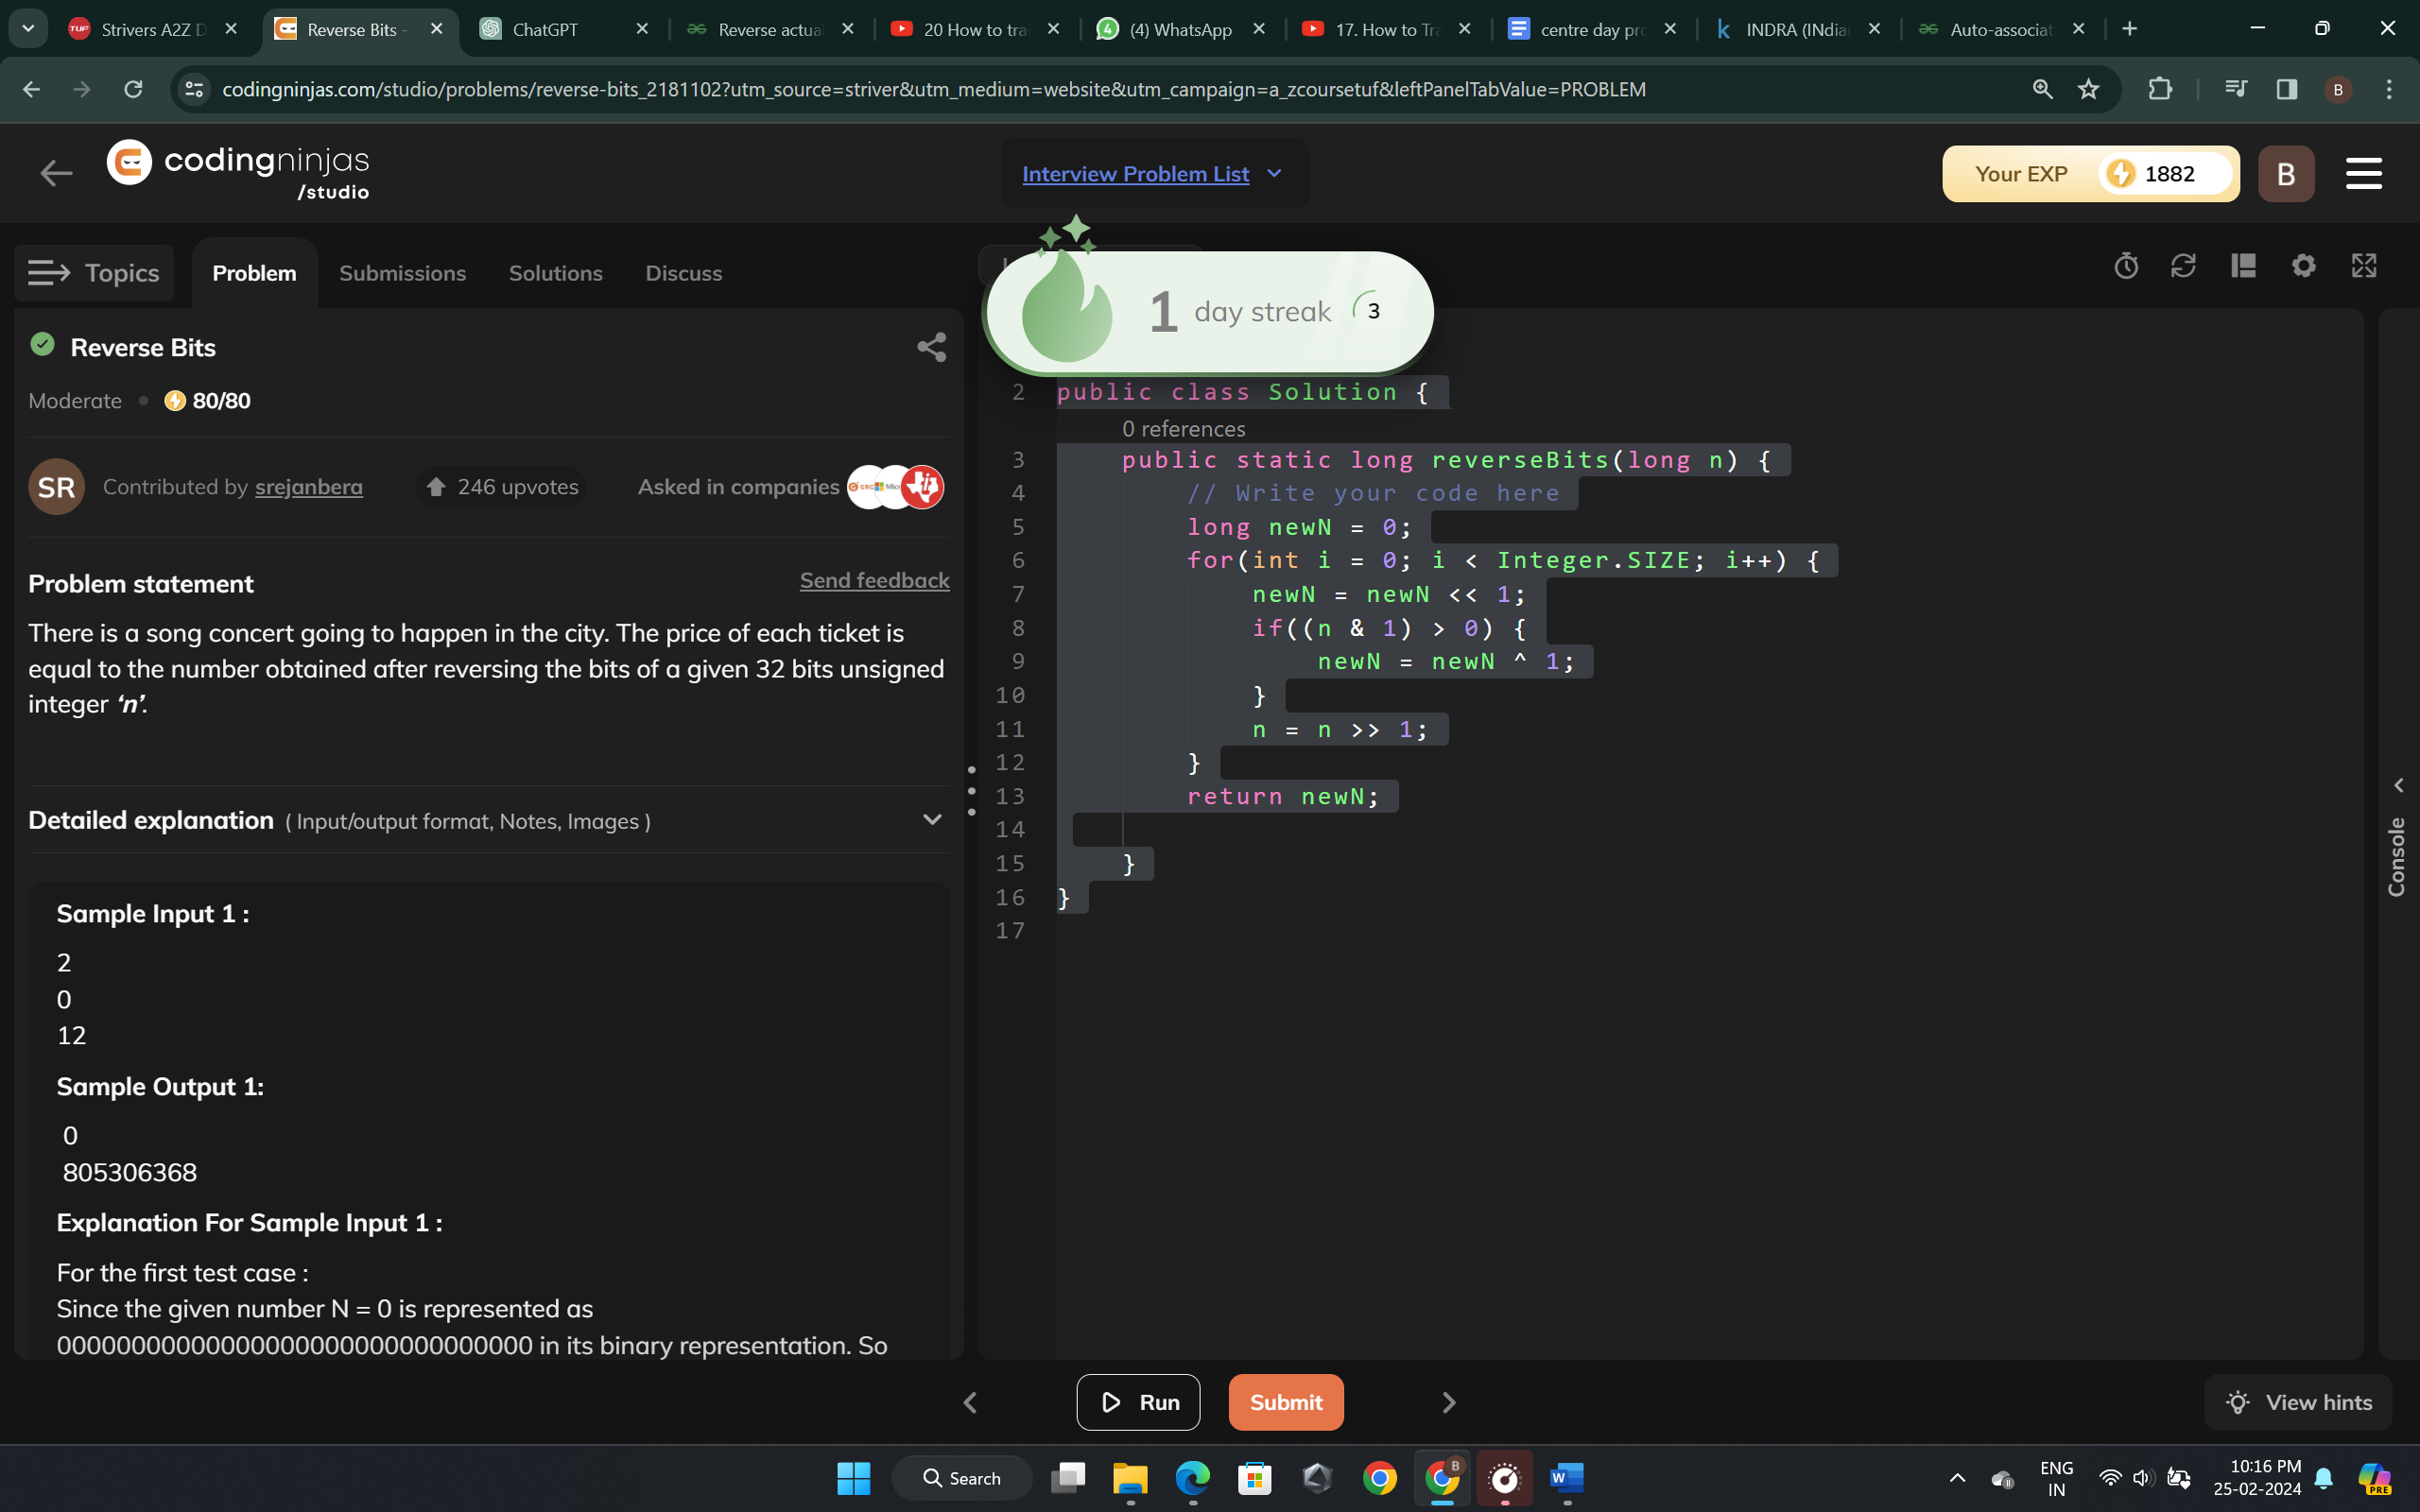 Strivers A2Z D
Reverse Bits -
ChatGPT
Reverse actua
20 How to tra
(4) WhatsApp
17. How to Tra
centre day pro
INDRA (INdian
Auto-associat
codingninjas.com/studio/problems/reverse-bits_2181102?utm_source=striver&utm_medium=website&utm_campaign=a_zcoursetuf&leftPanelTabValue=PROBLEM
B
codingninjas
/studio
Interview Problem List
Your EXP 1882
B
Topics
Problem
Submissions
Solutions
Discuss
1 day streak 3
Reverse Bits
Moderate 80/80
SR Contributed by srejanbera 246 upvotes Asked in companies
Problem statement
Send feedback
There is a song concert going to happen in the city. The price of each ticket is
equal to the number obtained after reversing the bits of a given 32 bits unsigned
integer ‘n’.
Detailed explanation ( Input/output format, Notes, Images )
Sample Input 1 :
2
0
12
Sample Output 1:
0
805306368
Explanation For Sample Input 1 :
For the first test case :
Since the given number N = 0 is represented as
00000000000000000000000000000000 in its binary representation. So
2 public class Solution {
0 references
3 public static long reverseBits(long n) {
4 // Write your code here
5 long newN = 0;
6 for(int i = 0; i < Integer.SIZE; i++) {
7 newN = newN << 1;
8 if((n & 1) > 0) {
9 newN = newN ^ 1;
10 }
11 n = n >> 1;
12 }
13 return newN;
14
15 }
16 }
17
Console
Run
Submit
View hints
Search
B
ENG
IN
10:16 PM
25-02-2024
PRE